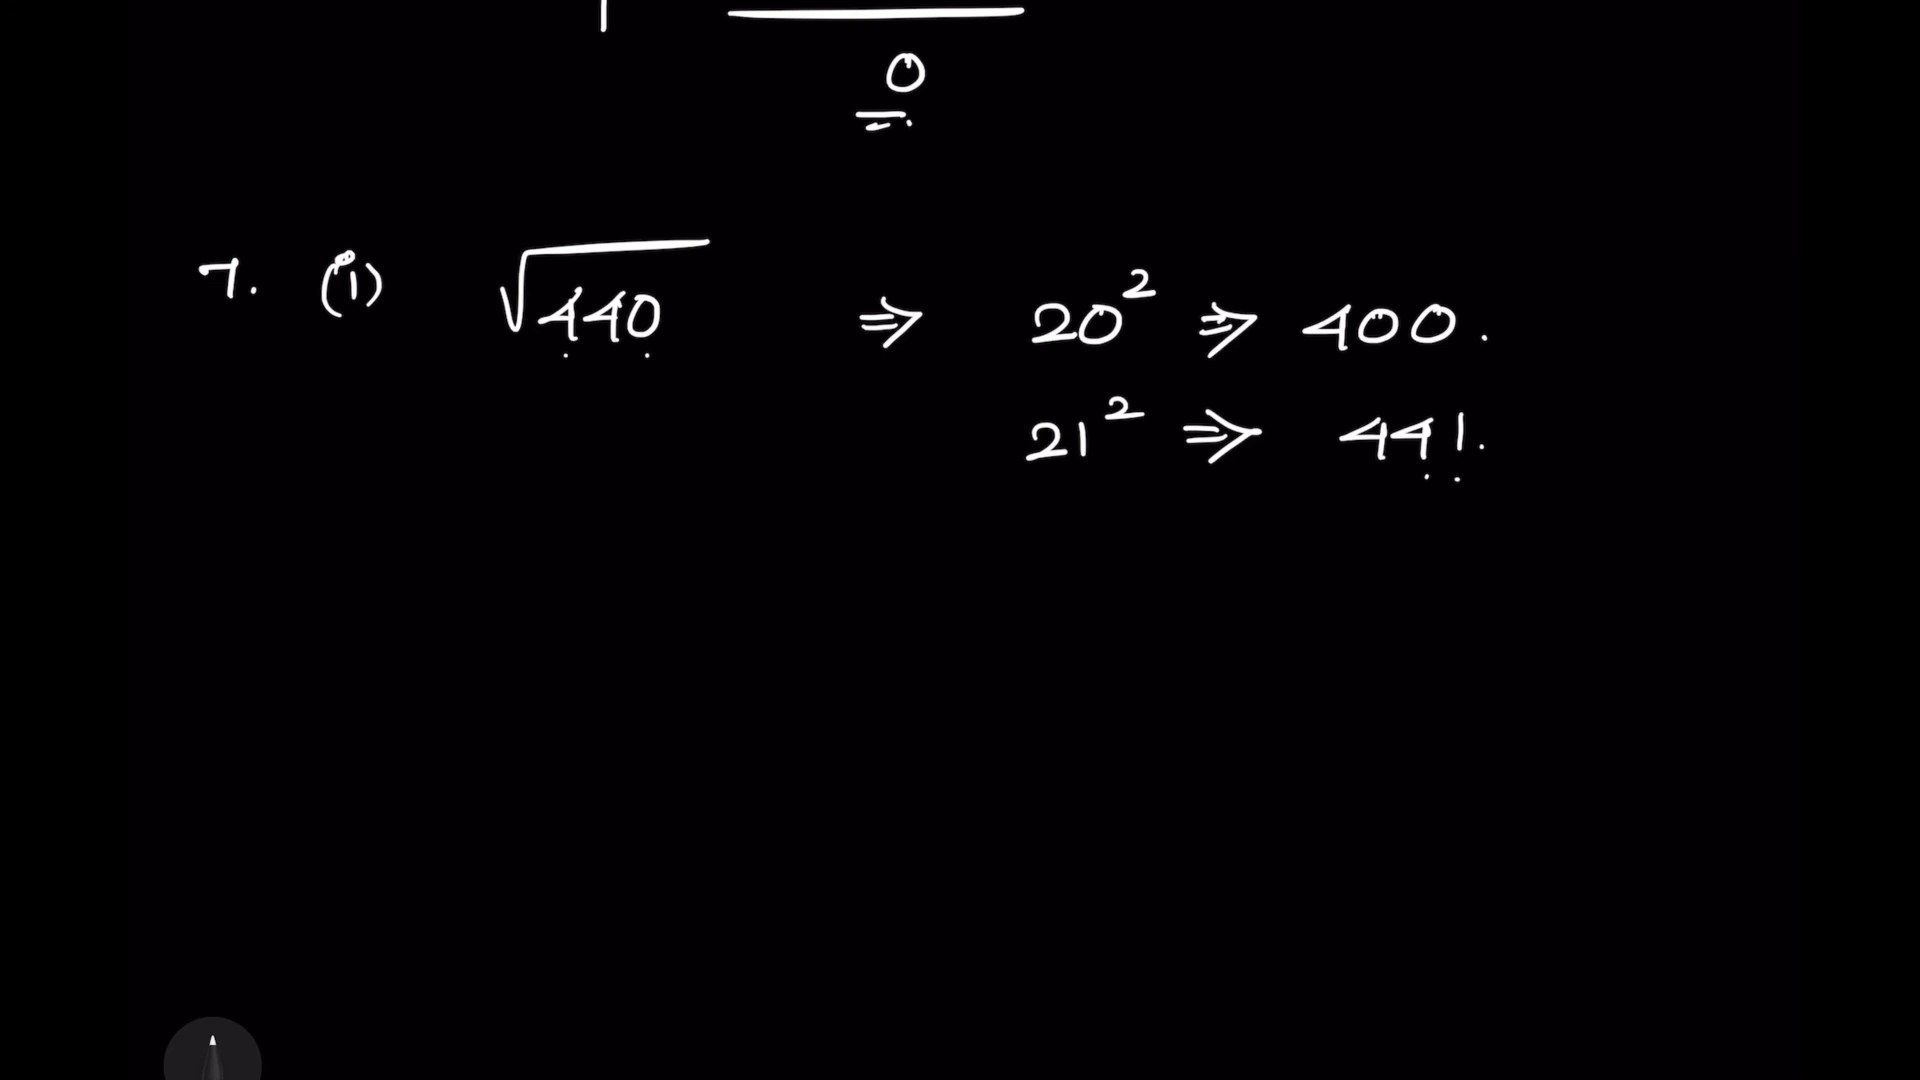 0
7. (i) √440 ⇒ 20² ⇒ 400.
21² ⇒ 441.